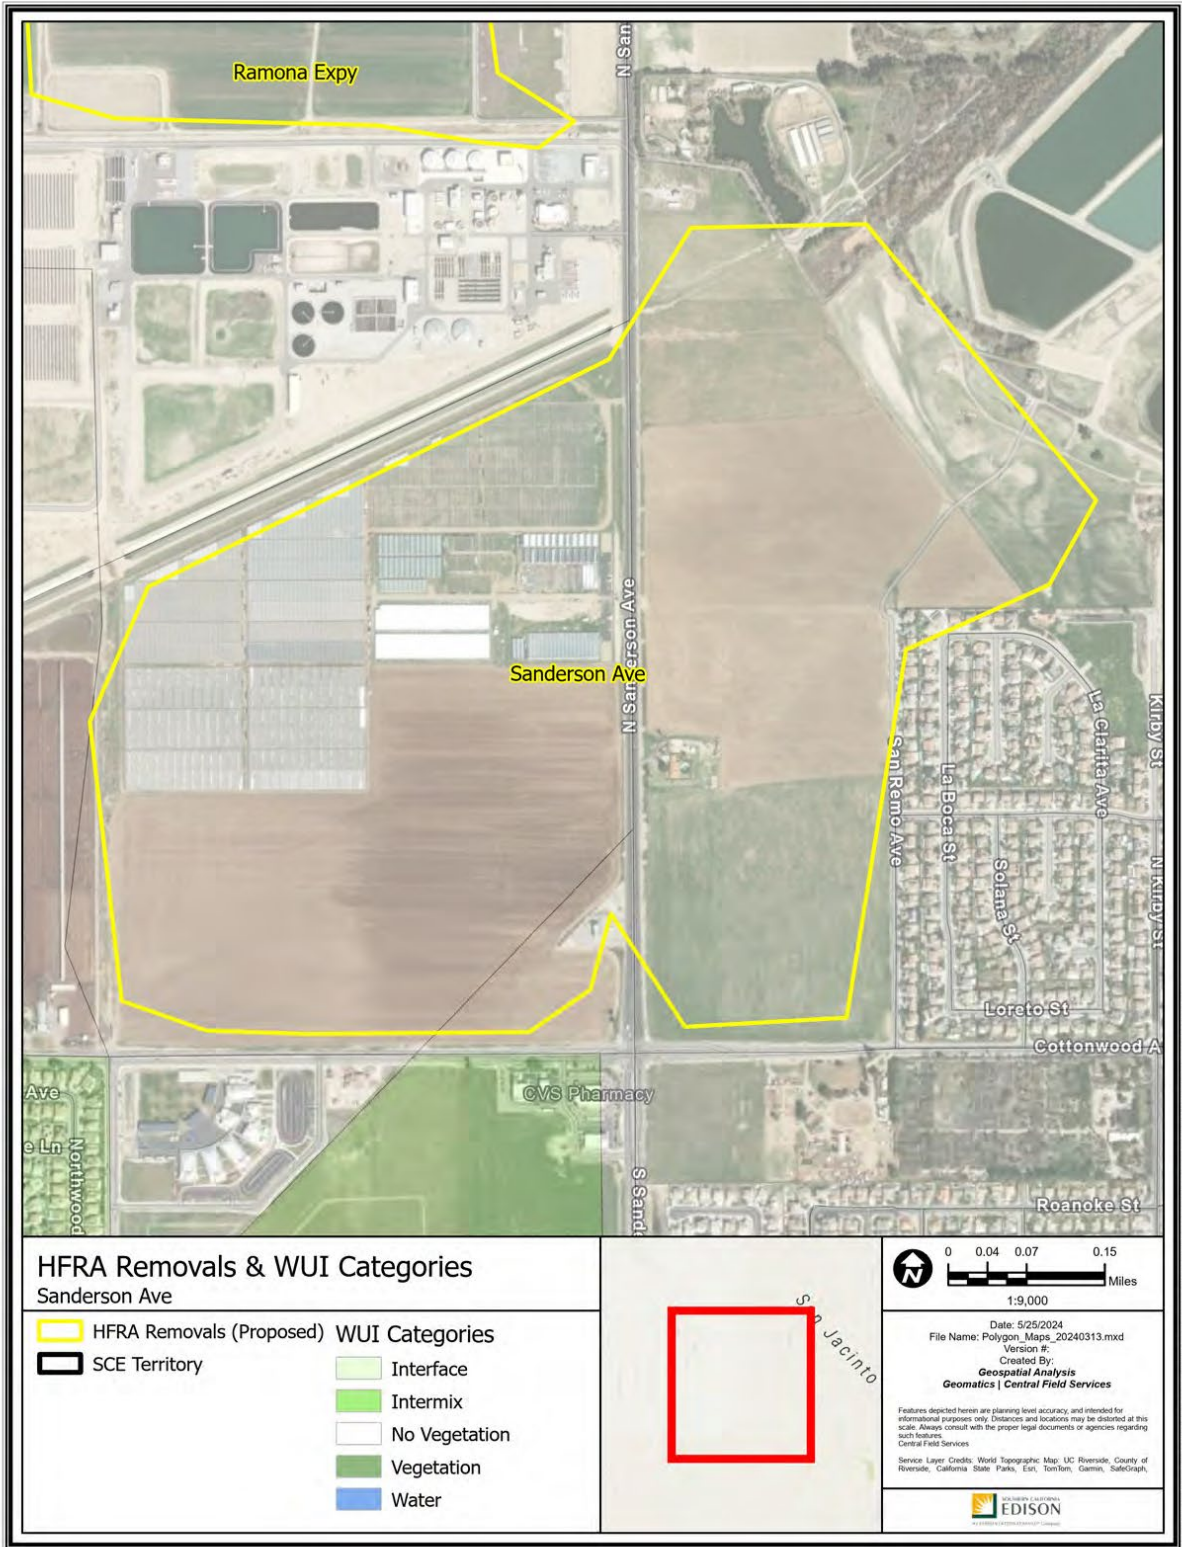 Ramona Expy
N San
Sanderson Ave
N Sanderson Ave
San Remo Ave
La Boca St
La Clarita Ave
Solana St
Kirby St
N Kirby St
Loreto St
Cottonwood A
Ave
e Ln
Northwood
CVS Pharmacy
S Sand
Roanoke St
HFRA Removals & WUI Categories
Sanderson Ave
HFRA Removals (Proposed)
SCE Territory
WUI Categories
Interface
Intermix
No Vegetation
Vegetation
Water
San Jacinto
N
0 0.04 0.07 0.15
Miles
1:9,000
Date: 5/25/2024
File Name: Polygon_Maps_20240313.mxd
Version #:
Created By:
Geospatial Analysis
Geomatics | Central Field Services
Features depicted herein are planning level accuracy, and intended for
informational purposes only. Distances and locations may be distorted at this
scale. Always consult with the proper legal documents or agencies regarding
such features.
Central Field Services
Service Layer Credits: World Topographic Map: UC Riverside, County of
Riverside, California State Parks, Esri, TomTom, Garmin, SafeGraph,
SOUTHERN CALIFORNIA
EDISON